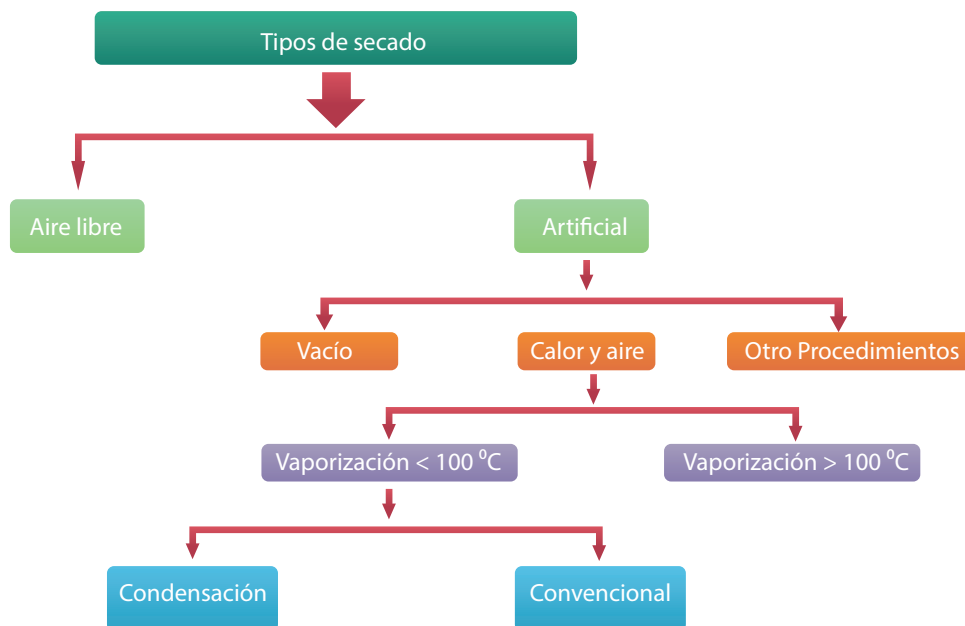 Tipos de secado
Aire libre
Artificial
Vacío
Calor y aire
Otro Procedimientos
Vaporización < 100 ⁰C
Vaporización > 100 ⁰C
Condensación
Convencional